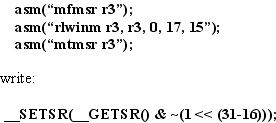 asm(“mfmsr r3”);
asm(“rlwinm r3, r3, 0, 17, 15”);
asm(“mtmsr r3”);
write:
__SETSR(__GETSR() & ~(1 << (31-16)));